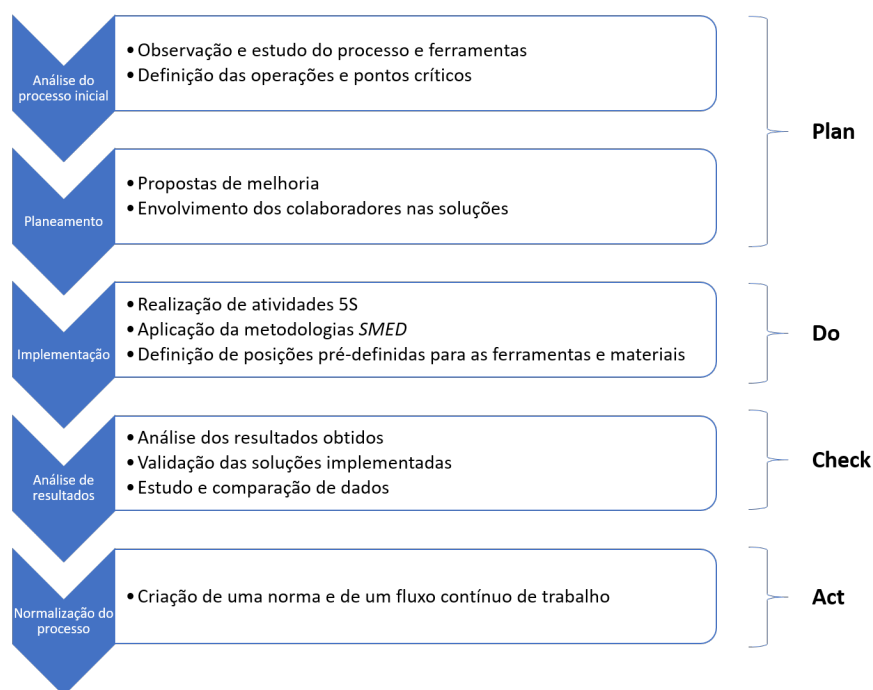 Análise do
processo inicial
• Observação e estudo do processo e ferramentas
• Definição das operações e pontos críticos
Plan
Planeamento
• Propostas de melhoria
• Envolvimento dos colaboradores nas soluções
Implementação
• Realização de atividades 5S
• Aplicação da metodologias SMED
• Definição de posições pré-definidas para as ferramentas e materiais
Do
Análise de
resultados
• Análise dos resultados obtidos
• Validação das soluções implementadas
• Estudo e comparação de dados
Check
Normalização do
processo
• Criação de uma norma e de um fluxo contínuo de trabalho
Act